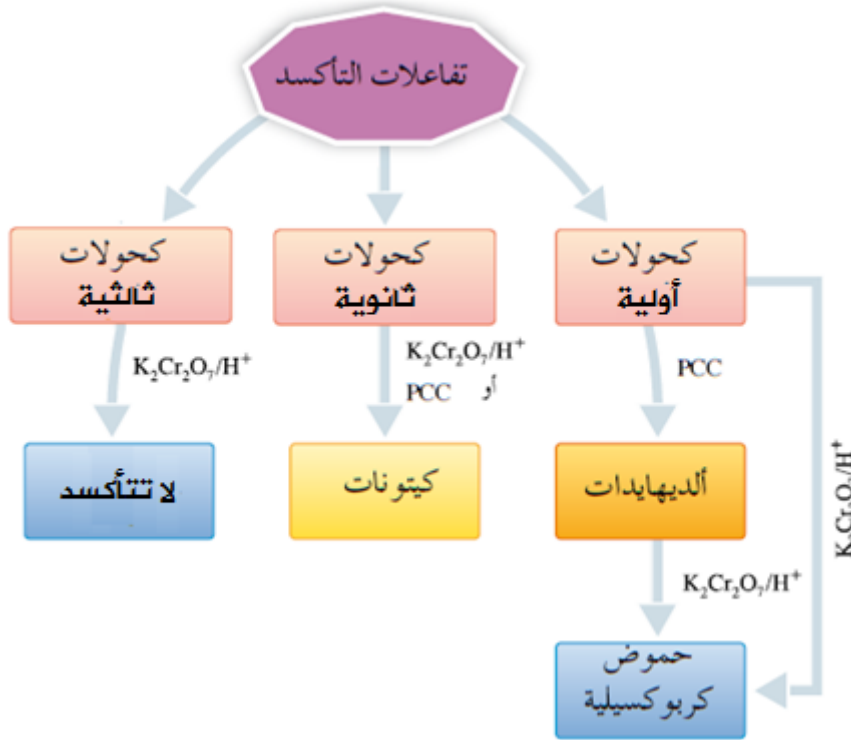 تفاعلات التأكسد
كحولات
أولية
كحولات
ثانوية
كحولات
ثالثية
PCC
K₂Cr₂O₇/H⁺
أو PCC
K₂Cr₂O₇/H⁺
K₂Cr₂O₇/H⁺
ألديهايدات
كيتونات
لا تتأكسد
K₂Cr₂O₇/H⁺
حموض
كربوكسيلية